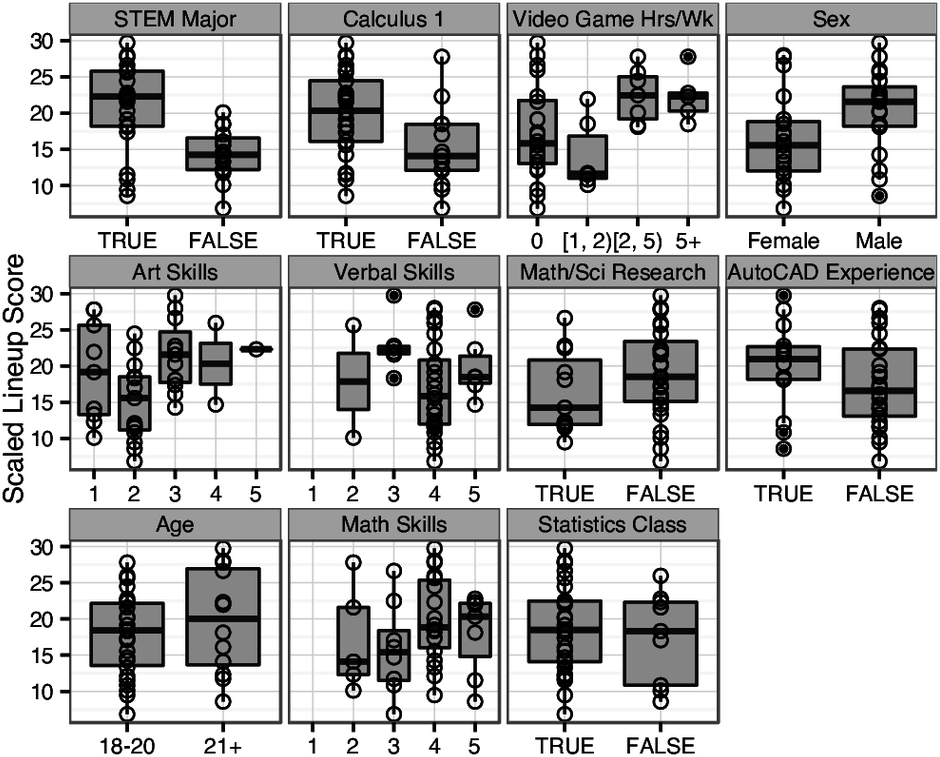 STEM Major Calculus 1 Video Game Hrs/Wk Sex
30
25
20
15
10
TRUE FALSE TRUE FALSE 0 [1, 2) [2, 5) 5+ Female Male
Scaled Lineup Score
Art Skills Verbal Skills Math/Sci Research AutoCAD Experience
30
25
20
15
10
1 2 3 4 5 1 2 3 4 5 TRUE FALSE TRUE FALSE
Age Math Skills Statistics Class
30
25
20
15
10
18-20 21+ 1 2 3 4 5 TRUE FALSE